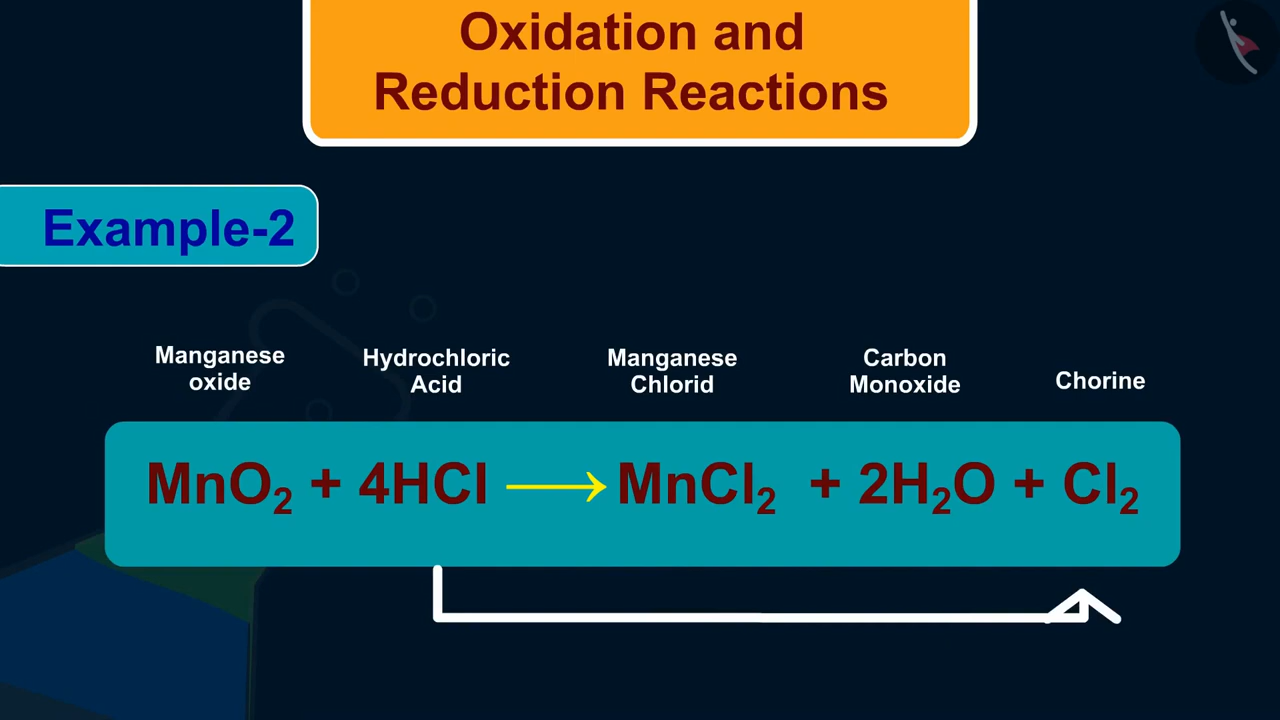 Oxidation and
Reduction Reactions
Example-2
Manganese
oxide
Hydrochloric
Acid
Manganese
Chlorid
Carbon
Monoxide
Chorine
MnO₂ + 4HCl ⟶ MnCl₂ + 2H₂O + Cl₂